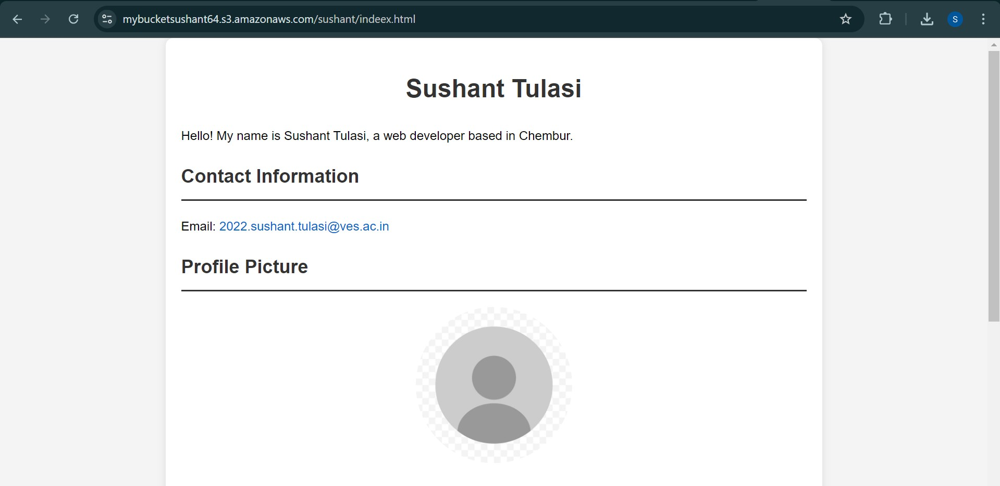 mybucketsushant64.s3.amazonaws.com/sushant/indeex.html
S
Sushant Tulasi
Hello! My name is Sushant Tulasi, a web developer based in Chembur.
Contact Information
Email: 2022.sushant.tulasi@ves.ac.in
Profile Picture